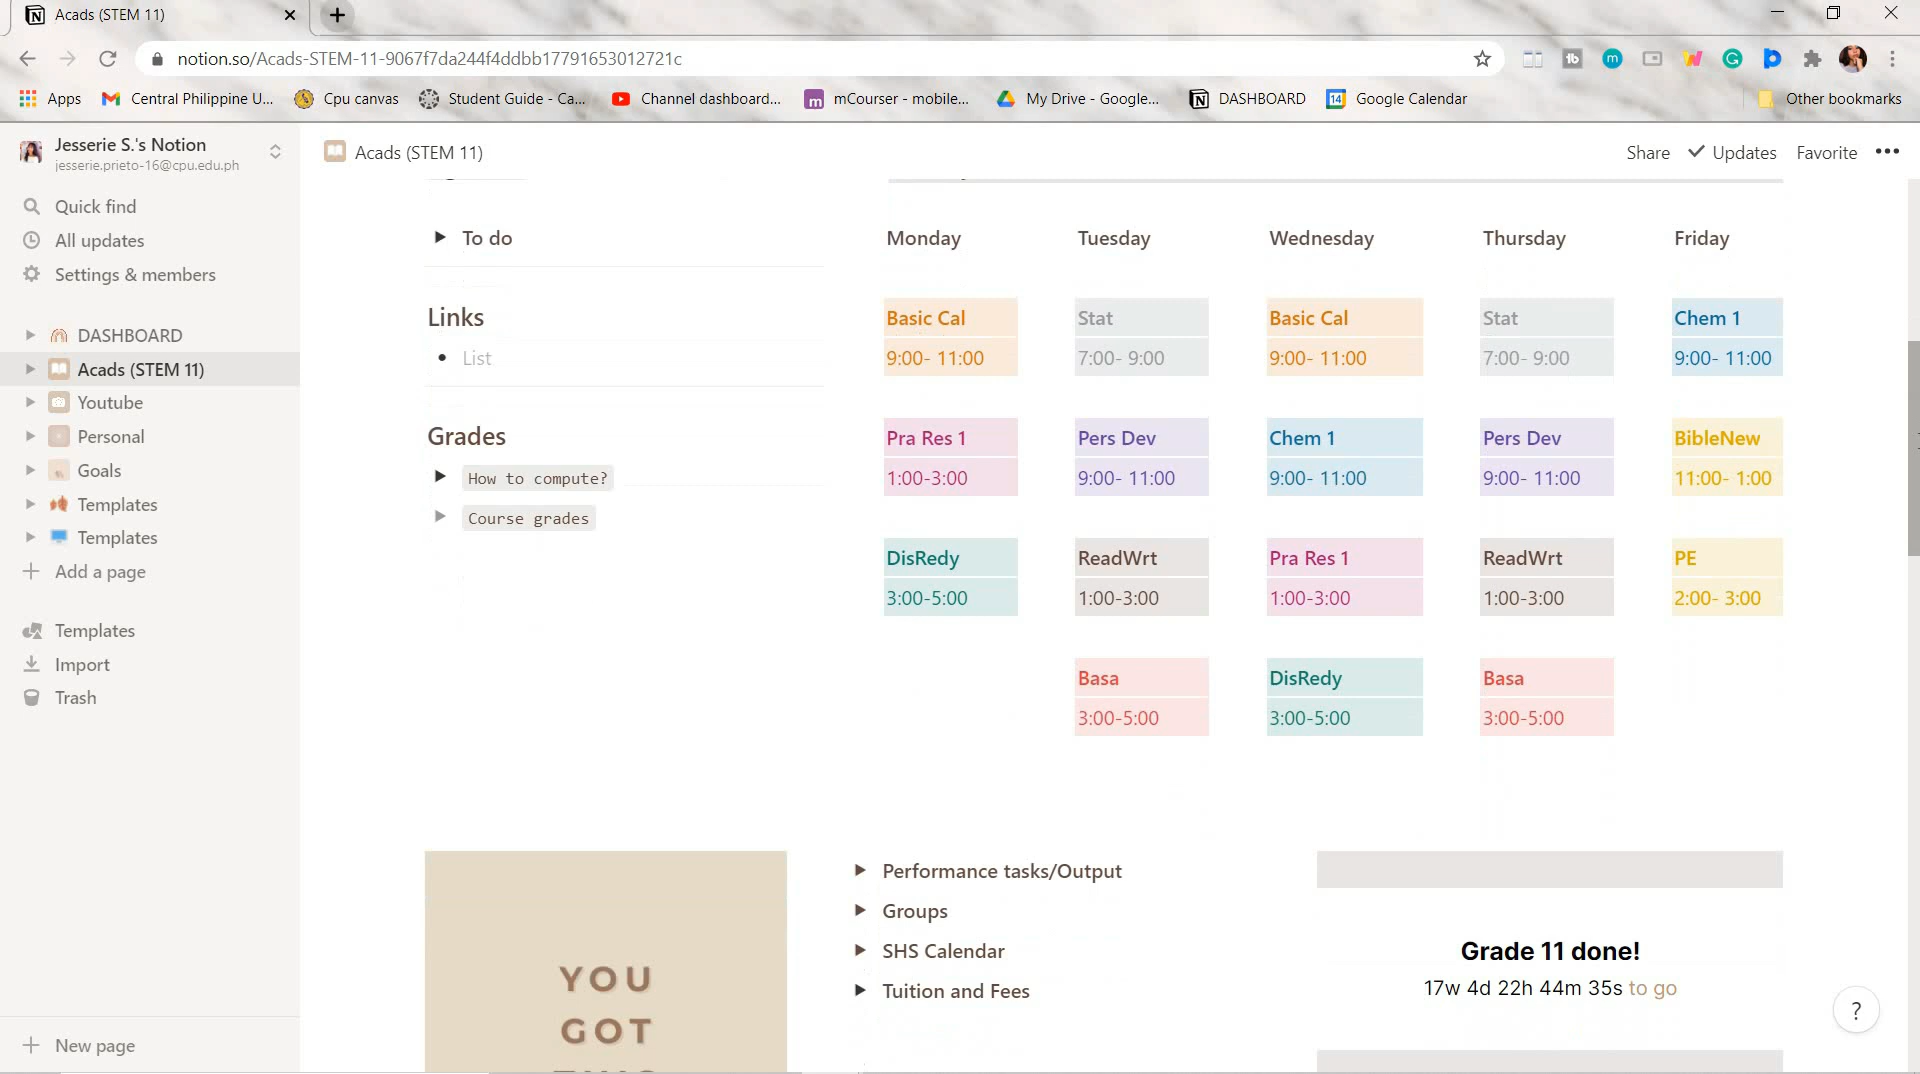 Acads (STEM 11)
notion.so/Acads-STEM-11-9067f7da244f4ddbb17791653012721c
Apps
Central Philippine U...
Cpu canvas
Student Guide - Ca...
Channel dashboard...
mCourser - mobile...
My Drive - Google...
DASHBOARD
Google Calendar
Other bookmarks
Jesserie S.'s Notion
jesserie.prieto-16@cpu.edu.ph
Quick find
All updates
Settings & members
DASHBOARD
Acads (STEM 11)
Youtube
Personal
Goals
Templates
Templates
Add a page
Templates
Import
Trash
New page
Acads (STEM 11)
Share
Updates
Favorite
To do
Links
List
Grades
How to compute?
Course grades
Monday
Basic Cal
9:00- 11:00
Pra Res 1
1:00-3:00
DisRedy
3:00-5:00
Tuesday
Stat
7:00- 9:00
Pers Dev
9:00- 11:00
ReadWrt
1:00-3:00
Basa
3:00-5:00
Wednesday
Basic Cal
9:00- 11:00
Chem 1
9:00- 11:00
Pra Res 1
1:00-3:00
DisRedy
3:00-5:00
Thursday
Stat
7:00- 9:00
Pers Dev
9:00- 11:00
ReadWrt
1:00-3:00
Basa
3:00-5:00
Friday
Chem 1
9:00- 11:00
BibleNew
11:00- 1:00
PE
2:00- 3:00
YOU
GOT
Performance tasks/Output
Groups
SHS Calendar
Tuition and Fees
Grade 11 done!
17w 4d 22h 44m 35s to go
?